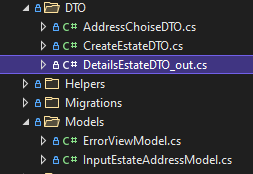 DTO
C# AddressChoiseDTO.cs
C# CreateEstateDTO.cs
C# DetailsEstateDTO_out.cs
Helpers
Migrations
Models
C# ErrorViewModel.cs
C# InputEstateAddressModel.cs